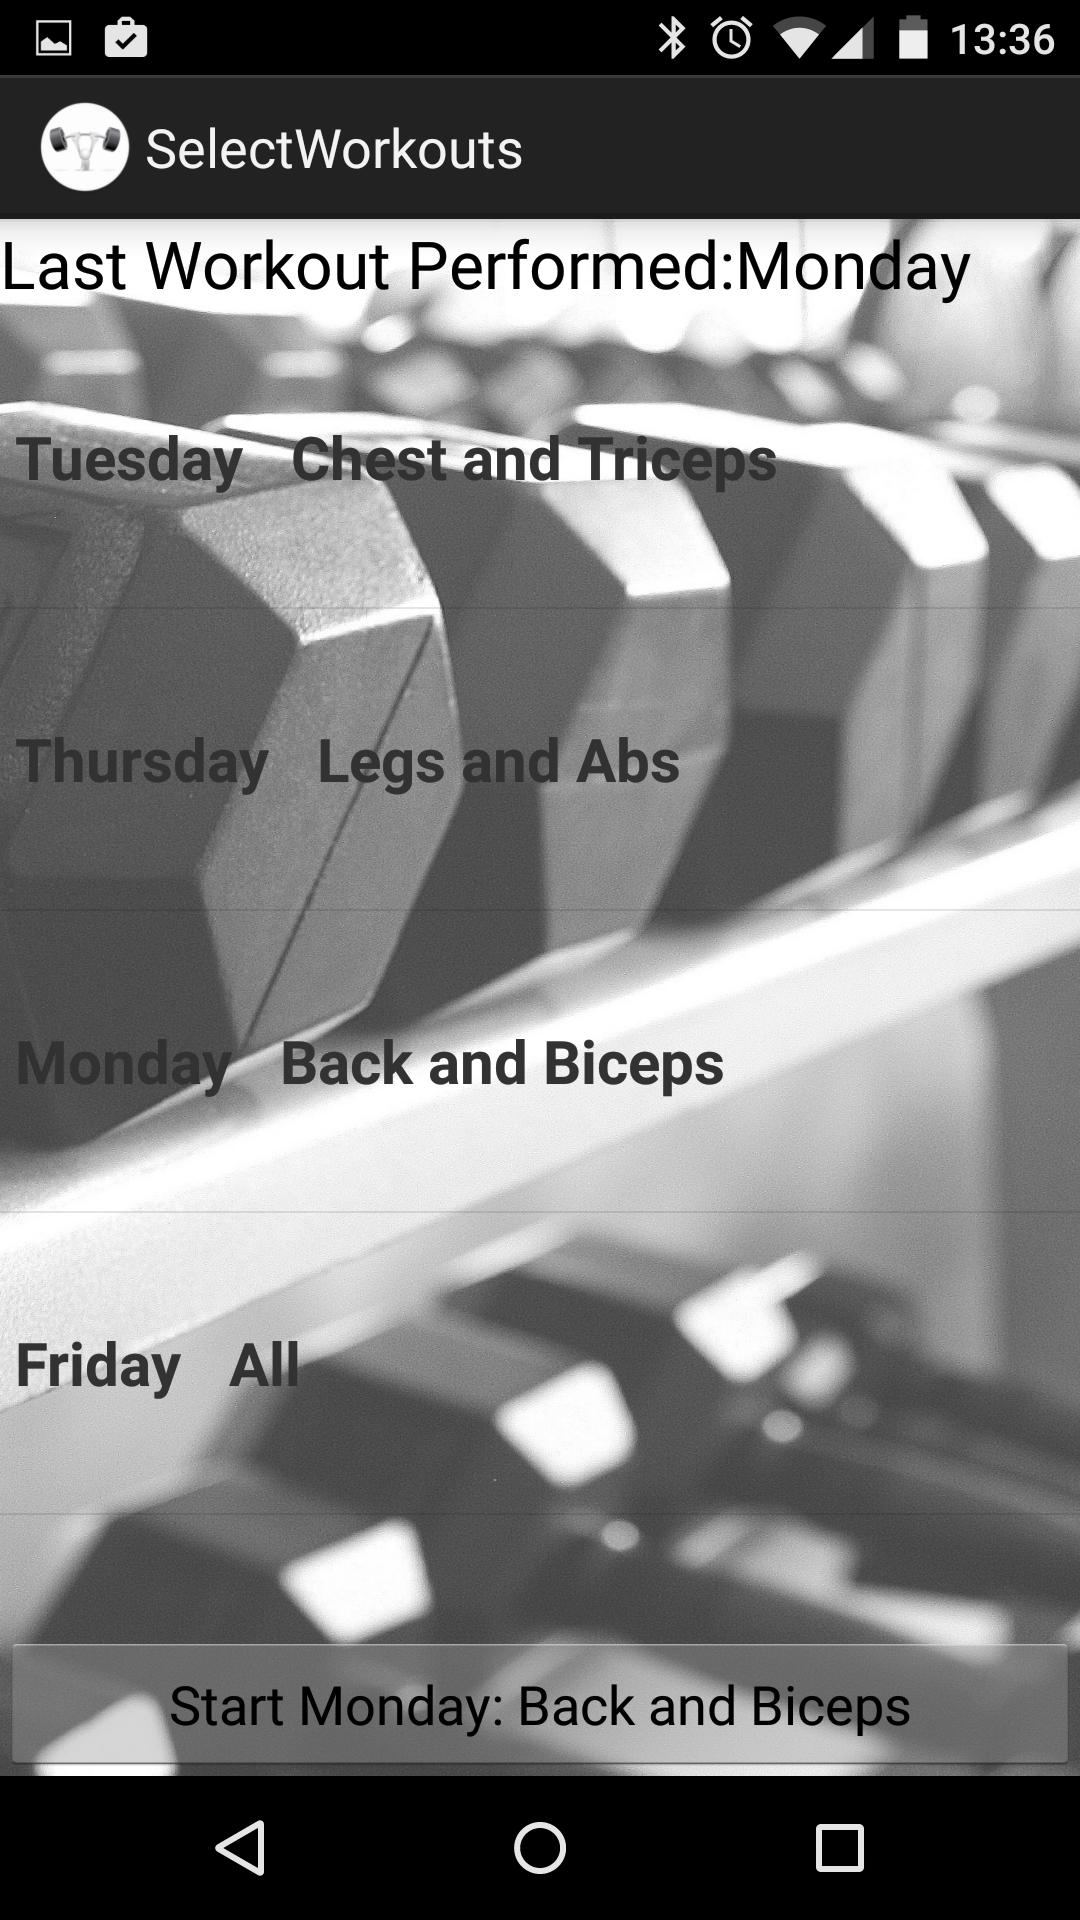 13:36
SelectWorkouts
Last Workout Performed:Monday
Tuesday Chest and Triceps
Thursday Legs and Abs
Monday Back and Biceps
Friday All
Start Monday: Back and Biceps